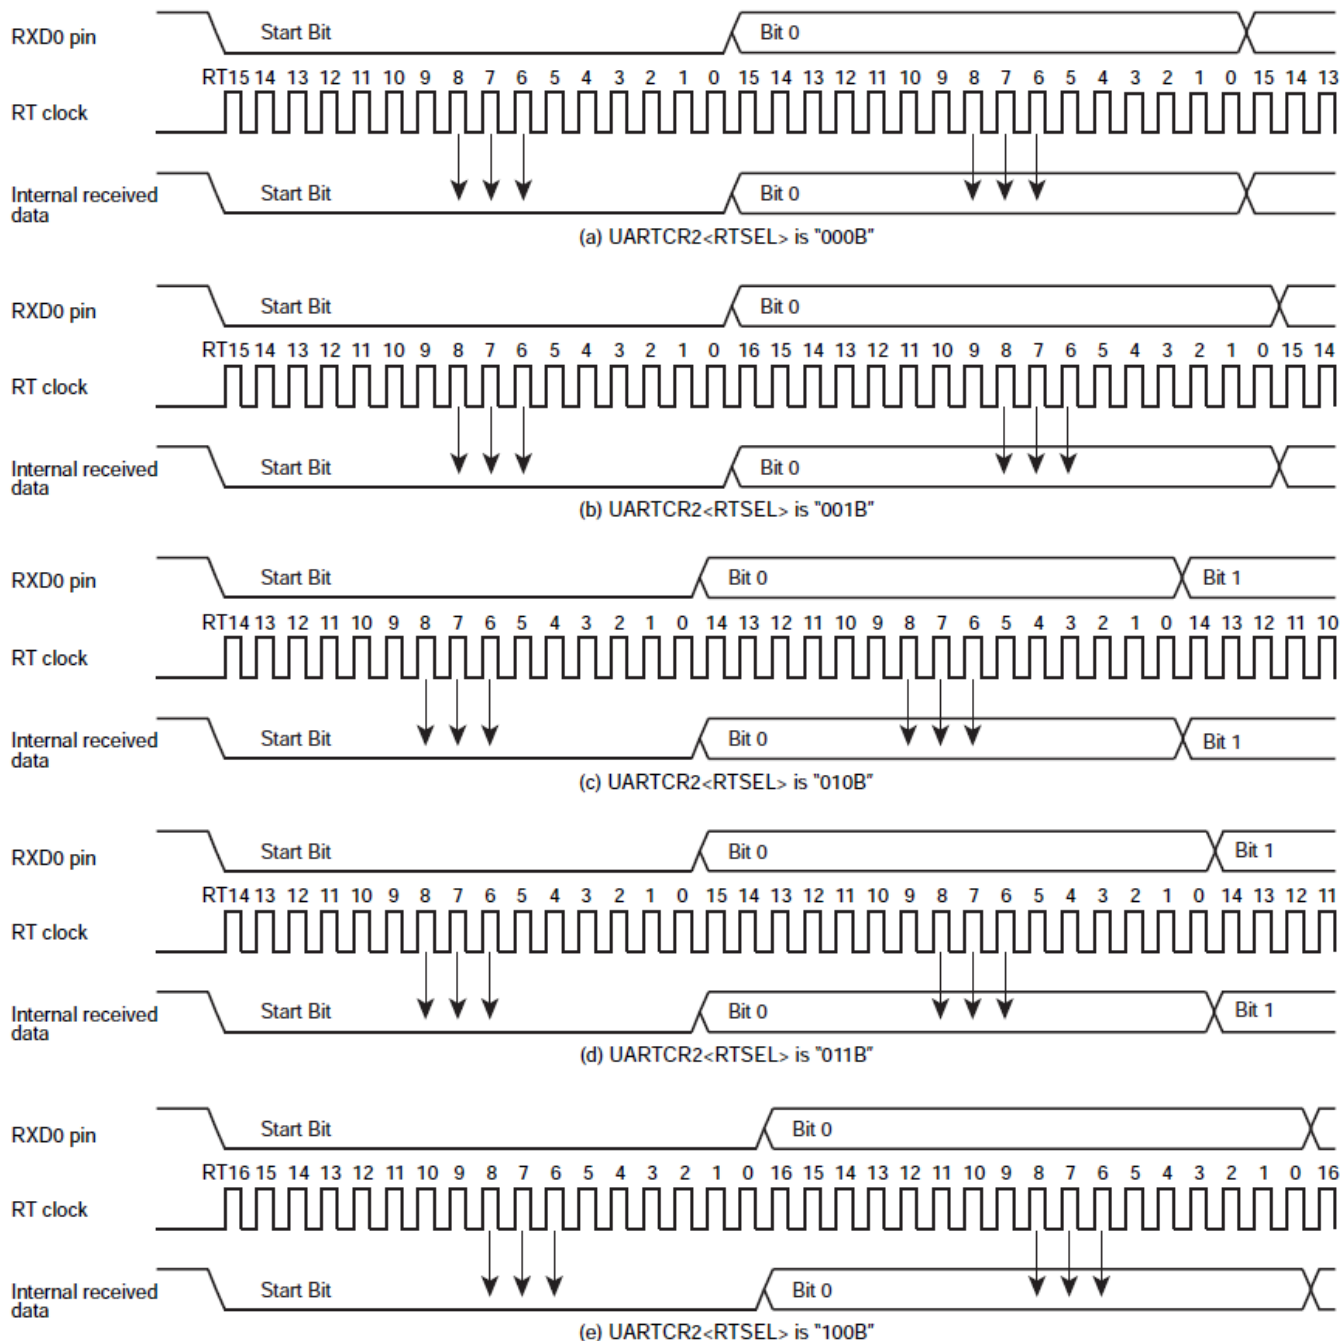 RXD0 pin Start Bit Bit 0
RT15 14 13 12 11 10 9 8 7 6 5 4 3 2 1 0 15 14 13 12 11 10 9 8 7 6 5 4 3 2 1 0 15 14 13
RT clock
Internal received data Start Bit Bit 0
(a) UARTCR2<RTSEL> is "000B"
RXD0 pin Start Bit Bit 0
RT15 14 13 12 11 10 9 8 7 6 5 4 3 2 1 0 16 15 14 13 12 11 10 9 8 7 6 5 4 3 2 1 0 15 14
RT clock
Internal received data Start Bit Bit 0
(b) UARTCR2<RTSEL> is "001B"
RXD0 pin Start Bit Bit 0 Bit 1
RT14 13 12 11 10 9 8 7 6 5 4 3 2 1 0 14 13 12 11 10 9 8 7 6 5 4 3 2 1 0 14 13 12 11 10
RT clock
Internal received data Start Bit Bit 0 Bit 1
(c) UARTCR2<RTSEL> is "010B"
RXD0 pin Start Bit Bit 0 Bit 1
RT14 13 12 11 10 9 8 7 6 5 4 3 2 1 0 15 14 13 12 11 10 9 8 7 6 5 4 3 2 1 0 14 13 12 11
RT clock
Internal received data Start Bit Bit 0 Bit 1
(d) UARTCR2<RTSEL> is "011B"
RXD0 pin Start Bit Bit 0
RT16 15 14 13 12 11 10 9 8 7 6 5 4 3 2 1 0 16 15 14 13 12 11 10 9 8 7 6 5 4 3 2 1 0 16
RT clock
Internal received data Start Bit Bit 0
(e) UARTCR2<RTSEL> is "100B"